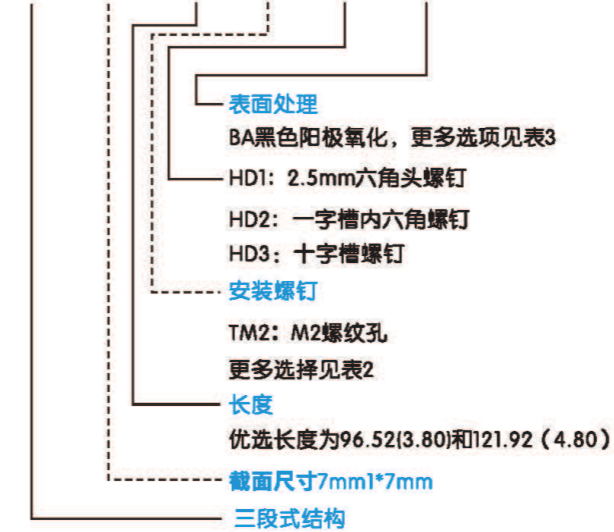 表面处理
BA黑色阳极氧化，更多选项见表3
HD1：2.5mm六角头螺钉
HD2：一字槽内六角螺钉
HD3：十字槽螺钉
安装螺钉
TM2：M2螺纹孔
更多选择见表2
长度
优选长度为96.52(3.80)和121.92（4.80）
截面尺寸7mm1*7mm
三段式结构